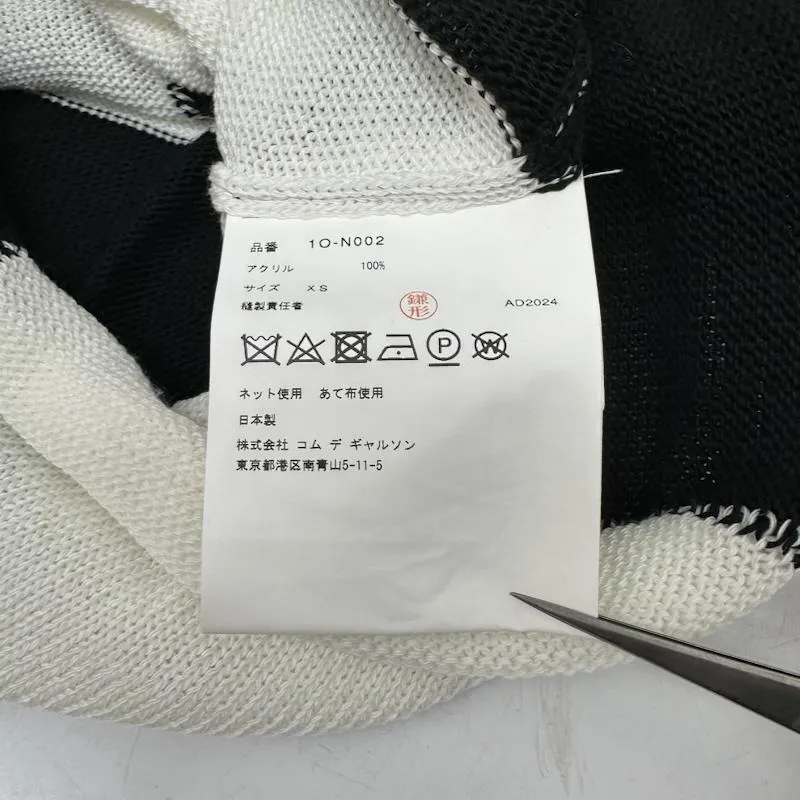 品番 1O-N002
アクリル 100%
サイズ XS
縫製責任者 鎌形 AD2024
P W
ネット使用 あて布使用
日本製
株式会社 コム デ ギャルソン
東京都港区南青山5-11-5